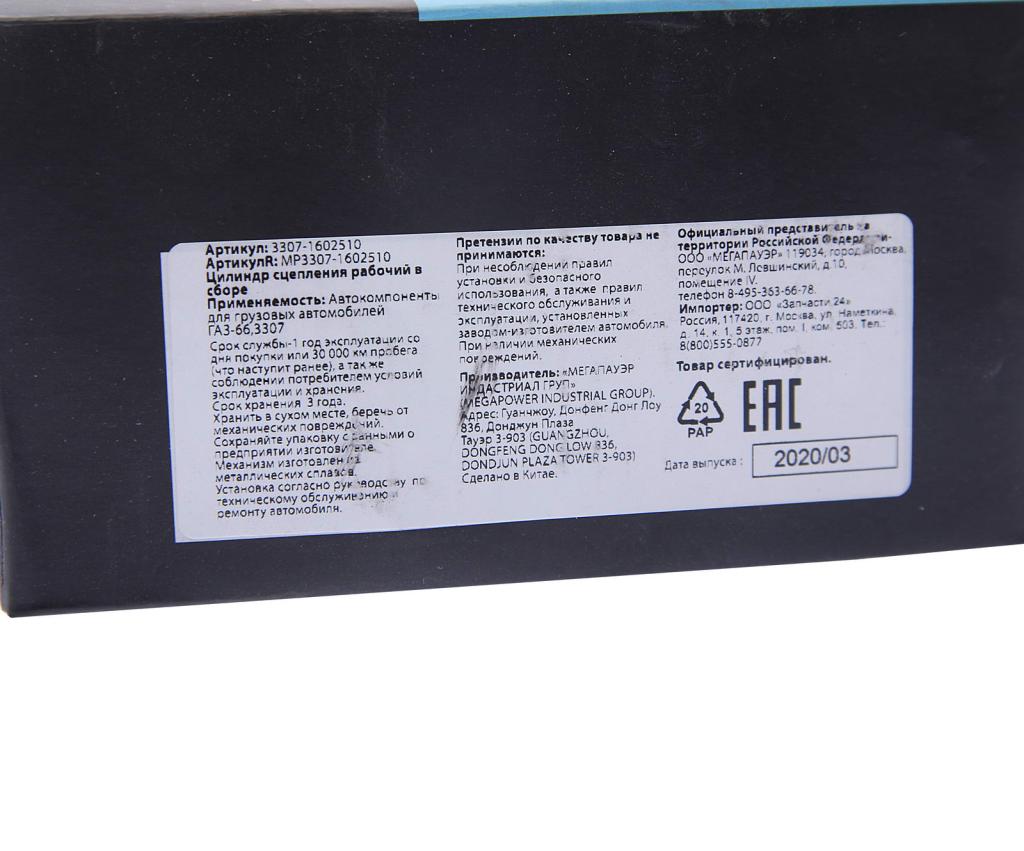 Артикул: 3307-1602510
АртикулR: MP3307-1602510
Цилиндр сцепления рабочий в
сборе
Применяемость: Автокомпоненты
для грузовых автомобилей
ГАЗ-66,3307
Срок службы-1 год эксплуатации со
дня покупки или 30 000 км пробега
(что наступит ранее), а так же
соблюдении потребителем условий
эксплуатации и хранения.
Срок хранения 3 года.
Хранить в сухом месте, беречь от
механических повреждений.
Сохраняйте упаковку с данными о
предприятии изготовителе.
Механизм изготовлен из
металлических сплавов.
Установка согласно руководству по
техническому обслуживанию и
ремонту автомобиля.
Претензии по качеству товара не
принимаются:
При несоблюдении правил
установки и безопасного
использования, а также правил
технического обслуживания и
эксплуатации, установленных
заводом-изготовителем автомобиля.
При наличии механических
повреждений.
Производитель: «МЕГАПАУЭР
ИНДАСТРИАЛ ГРУП»
(MEGAPOWER INDUSTRIAL GROUP).
Адрес: Гуанчжоу, Донфенг Донг Лоу
836, Донджун Плаза
Тауэр 3-903 (GUANGZHOU,
DONGFENG DONG LOW 836,
DONDJUN PLAZA TOWER 3-903)
Сделано в Китае.
Официальный представитель на
территории Российской Федерации-
ООО «МЕГАПАУЭР» 119034, город Москва,
переулок М. Левшинский, д.10,
помещение IV.
телефон 8-495-363-66-78.
Импортер: ООО «Запчасти 24»
Россия, 117420, г. Москва, ул. Наметкина,
д. 14, к. 1, 5 этаж, пом. I, ком. 503. Тел.:
8(800)555-0877
Товар сертифицирован.
20
PAP
EAC
Дата выпуска: 2020/03